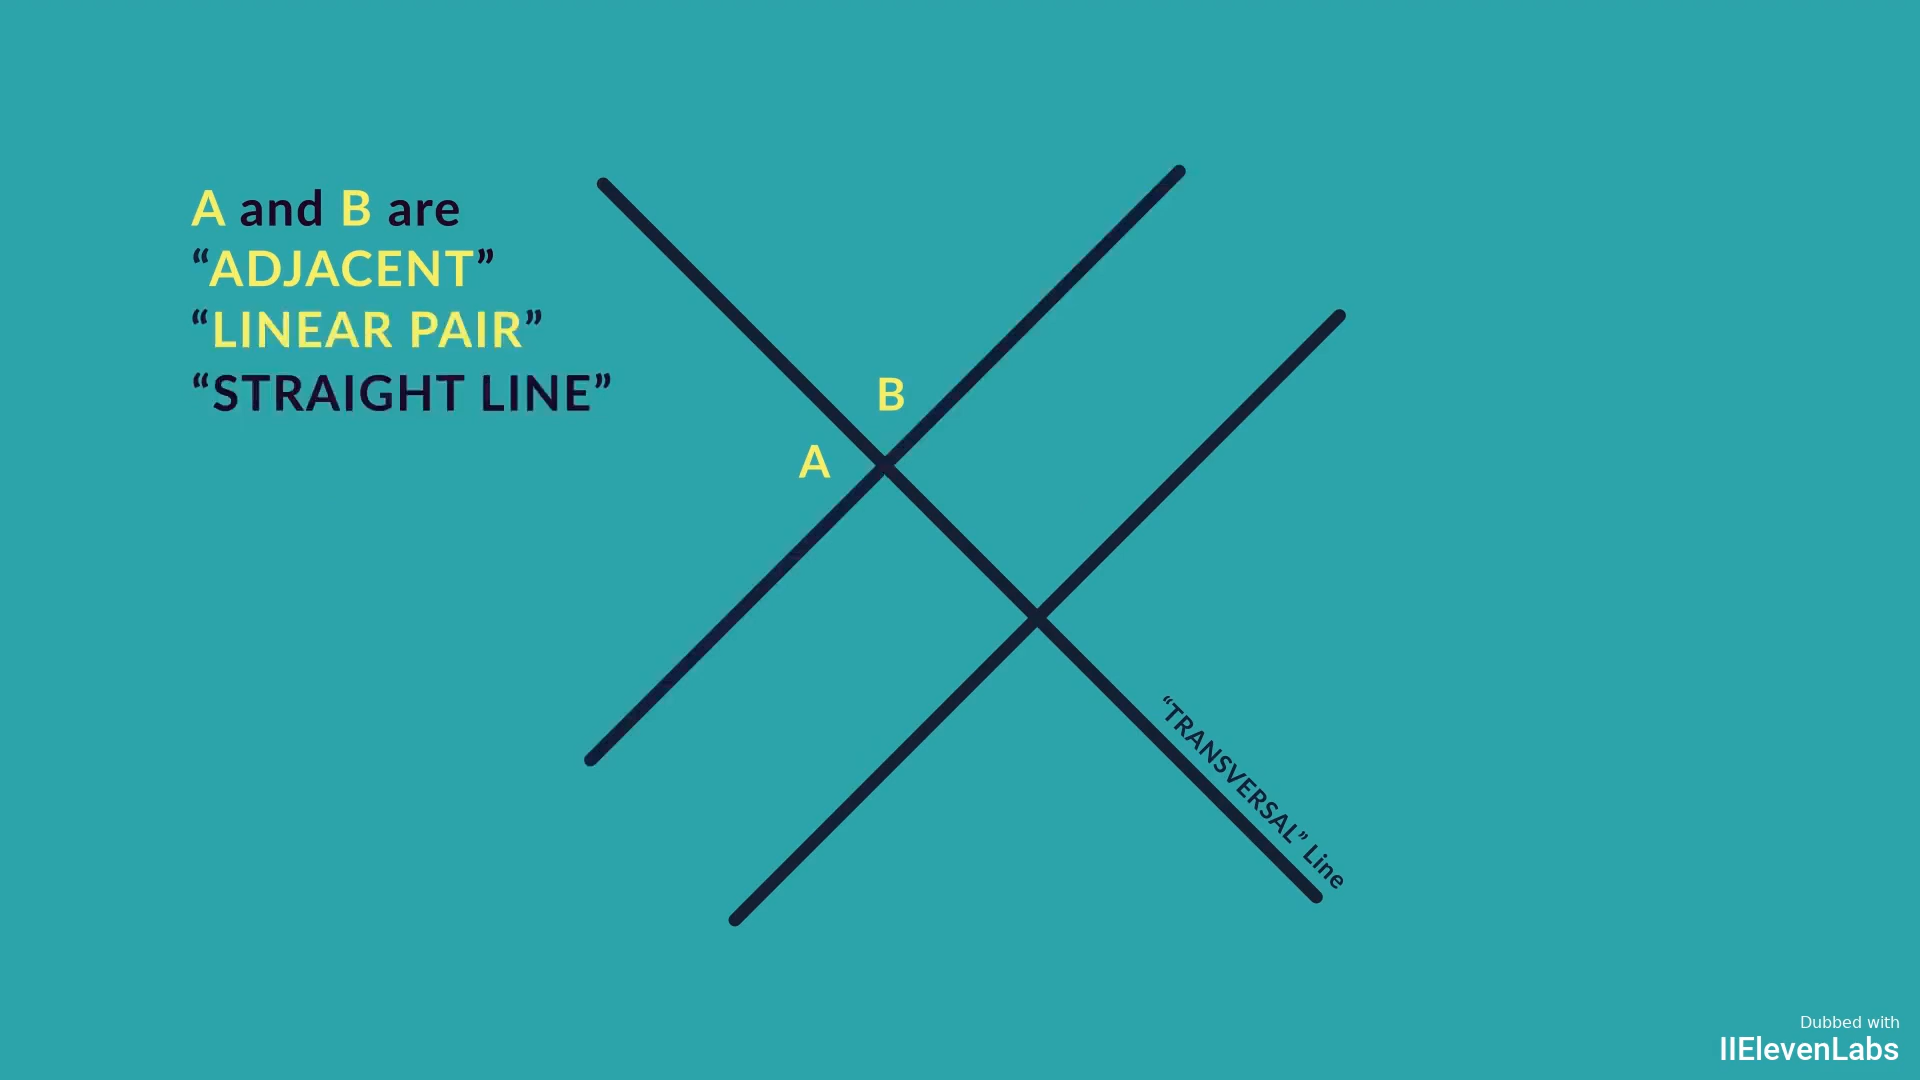 A and B are
“ADJACENT”
“LINEAR PAIR”
“STRAIGHT LINE”
B
A
“TRANSVERSAL” Line
Dubbed with
IIElevenLabs